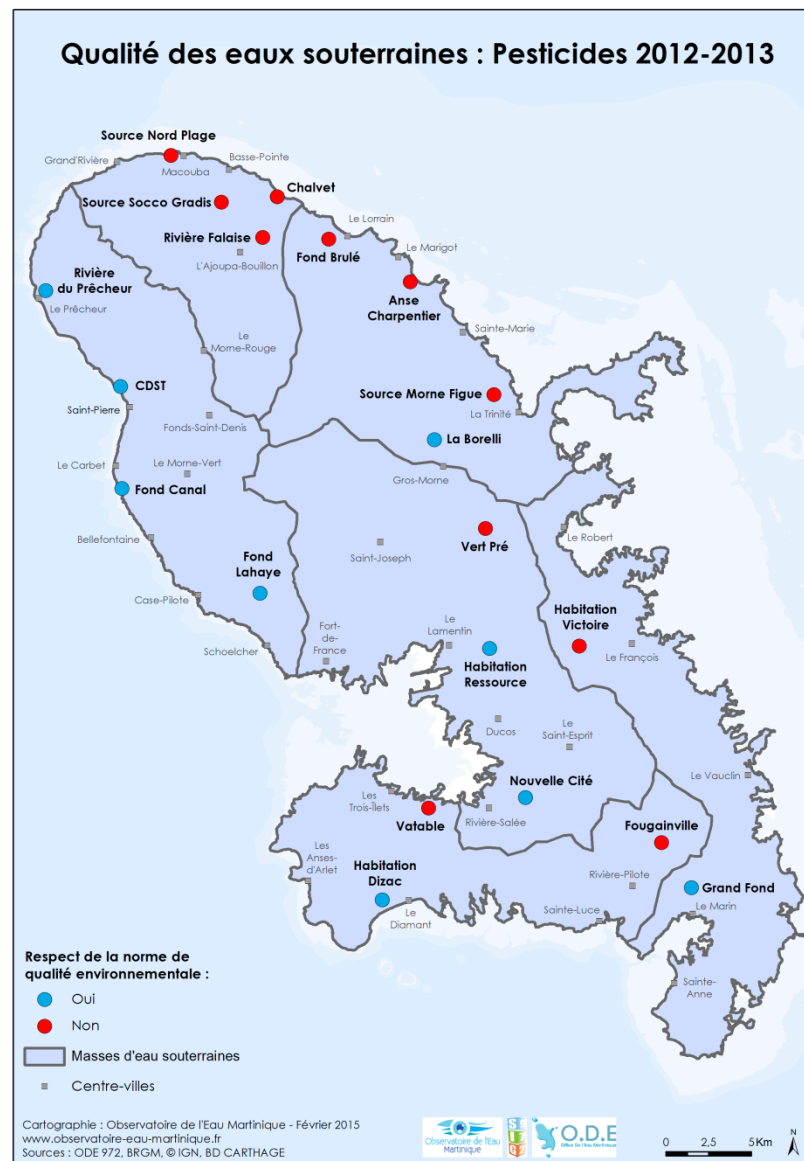 Qualité des eaux souterraines : Pesticides 2012-2013
Source Nord Plage
Grand'Rivière
Macouba
Basse-Pointe
Chalvet
Source Socco Gradis
Rivière Falaise
L'Ajoupa-Bouillon
Le Lorrain
Fond Brulé
Le Marigot
Anse
Charpentier
Rivière
du Prêcheur
Le Prêcheur
Sainte-Marie
Le
Morne-Rouge
CDST
Saint-Pierre
Fonds-Saint-Denis
Source Morne Figue
La Trinité
La Borelli
Le Carbet
Le Morne-Vert
Gros-Morne
Fond Canal
Bellefontaine
Saint-Joseph
Vert Pré
Le Robert
Fond
Lahaye
Case-Pilote
Habitation
Victoire
Schoelcher
Fort-
de-
France
Le
Lamentin
Habitation
Ressource
Le François
Ducos
Le
Saint-Esprit
Le Vauclin
Les
Trois-Îlets
Vatable
Nouvelle Cité
Rivière-Salée
Fougainville
Les
Anses-
d'Arlet
Habitation
Dizac
Le
Diamant
Rivière-Pilote
Grand Fond
Le Marin
Sainte-Luce
Sainte-
Anne
Respect de la norme de
qualité environnementale :
Oui
Non
Masses d'eau souterraines
Centre-villes
Cartographie : Observatoire de l'Eau Martinique - Février 2015
www.observatoire-eau-martinique.fr
Sources : ODE 972, BRGM, © IGN, BD CARTHAGE
Observatoire de l'Eau
Martinique
O.D.E
Office De l'Eau Martinique
0 2,5 5 Km
N